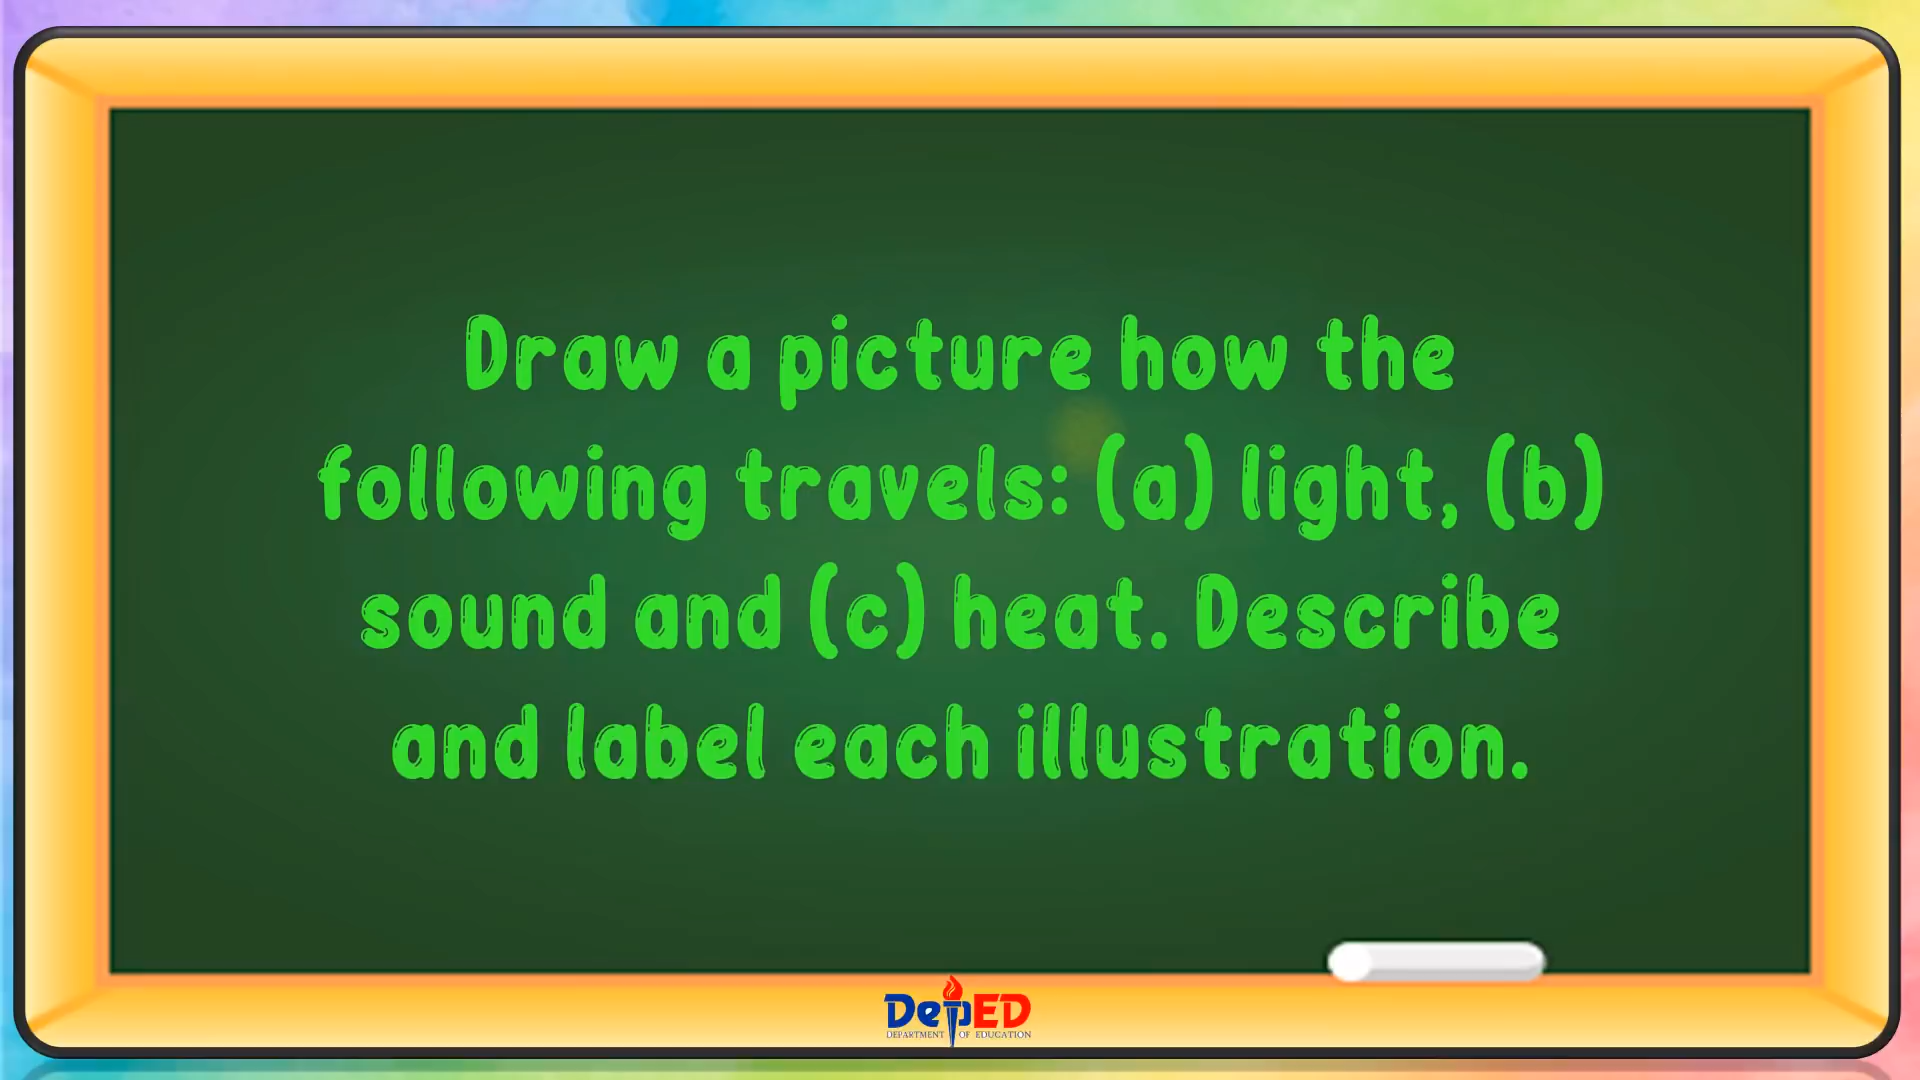 Draw a picture how the
following travels: (a) light, (b)
sound and (c) heat. Describe
and label each illustration.
DepED
DEPARTMENT OF EDUCATION